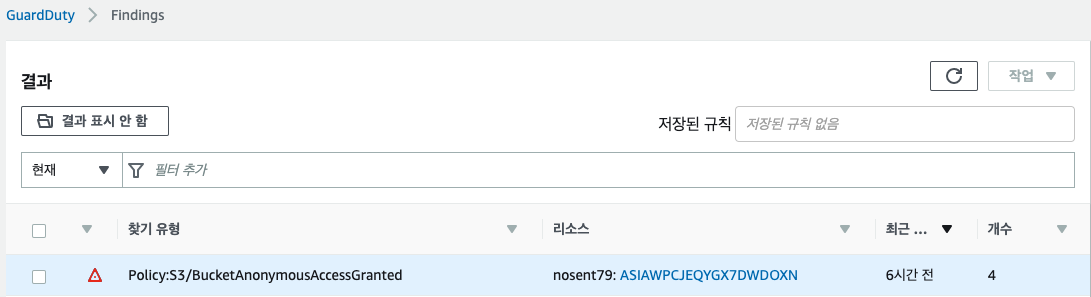 GuardDuty > Findings
결과
작업
결과 표시 안 함
저장된 규칙 저장된 규칙 없음
현재 필터 추가
찾기 유형 리소스 최근 ... 개수
Policy:S3/BucketAnonymousAccessGranted nosent79: ASIAWPCJEQYGX7DWDOXN 6시간 전 4